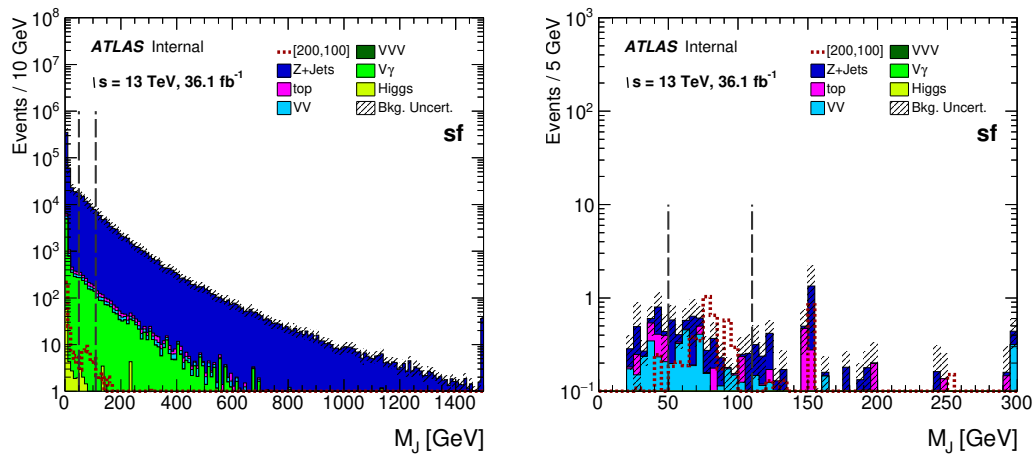 ATLAS Internal
\s = 13 TeV, 36.1 fb-1
[200,100]
Z+Jets
top
VV
VVV
Vγ
Higgs
Bkg. Uncert.
sf
Events / 10 GeV
10^8
10^7
10^6
10^5
10^4
10^3
10^2
10
1
0 200 400 600 800 1000 1200 1400
M_J [GeV]
ATLAS Internal
\s = 13 TeV, 36.1 fb-1
[200,100]
Z+Jets
top
VV
VVV
Vγ
Higgs
Bkg. Uncert.
sf
Events / 5 GeV
10^3
10^2
10
1
10^−1
0 50 100 150 200 250 300
M_J [GeV]